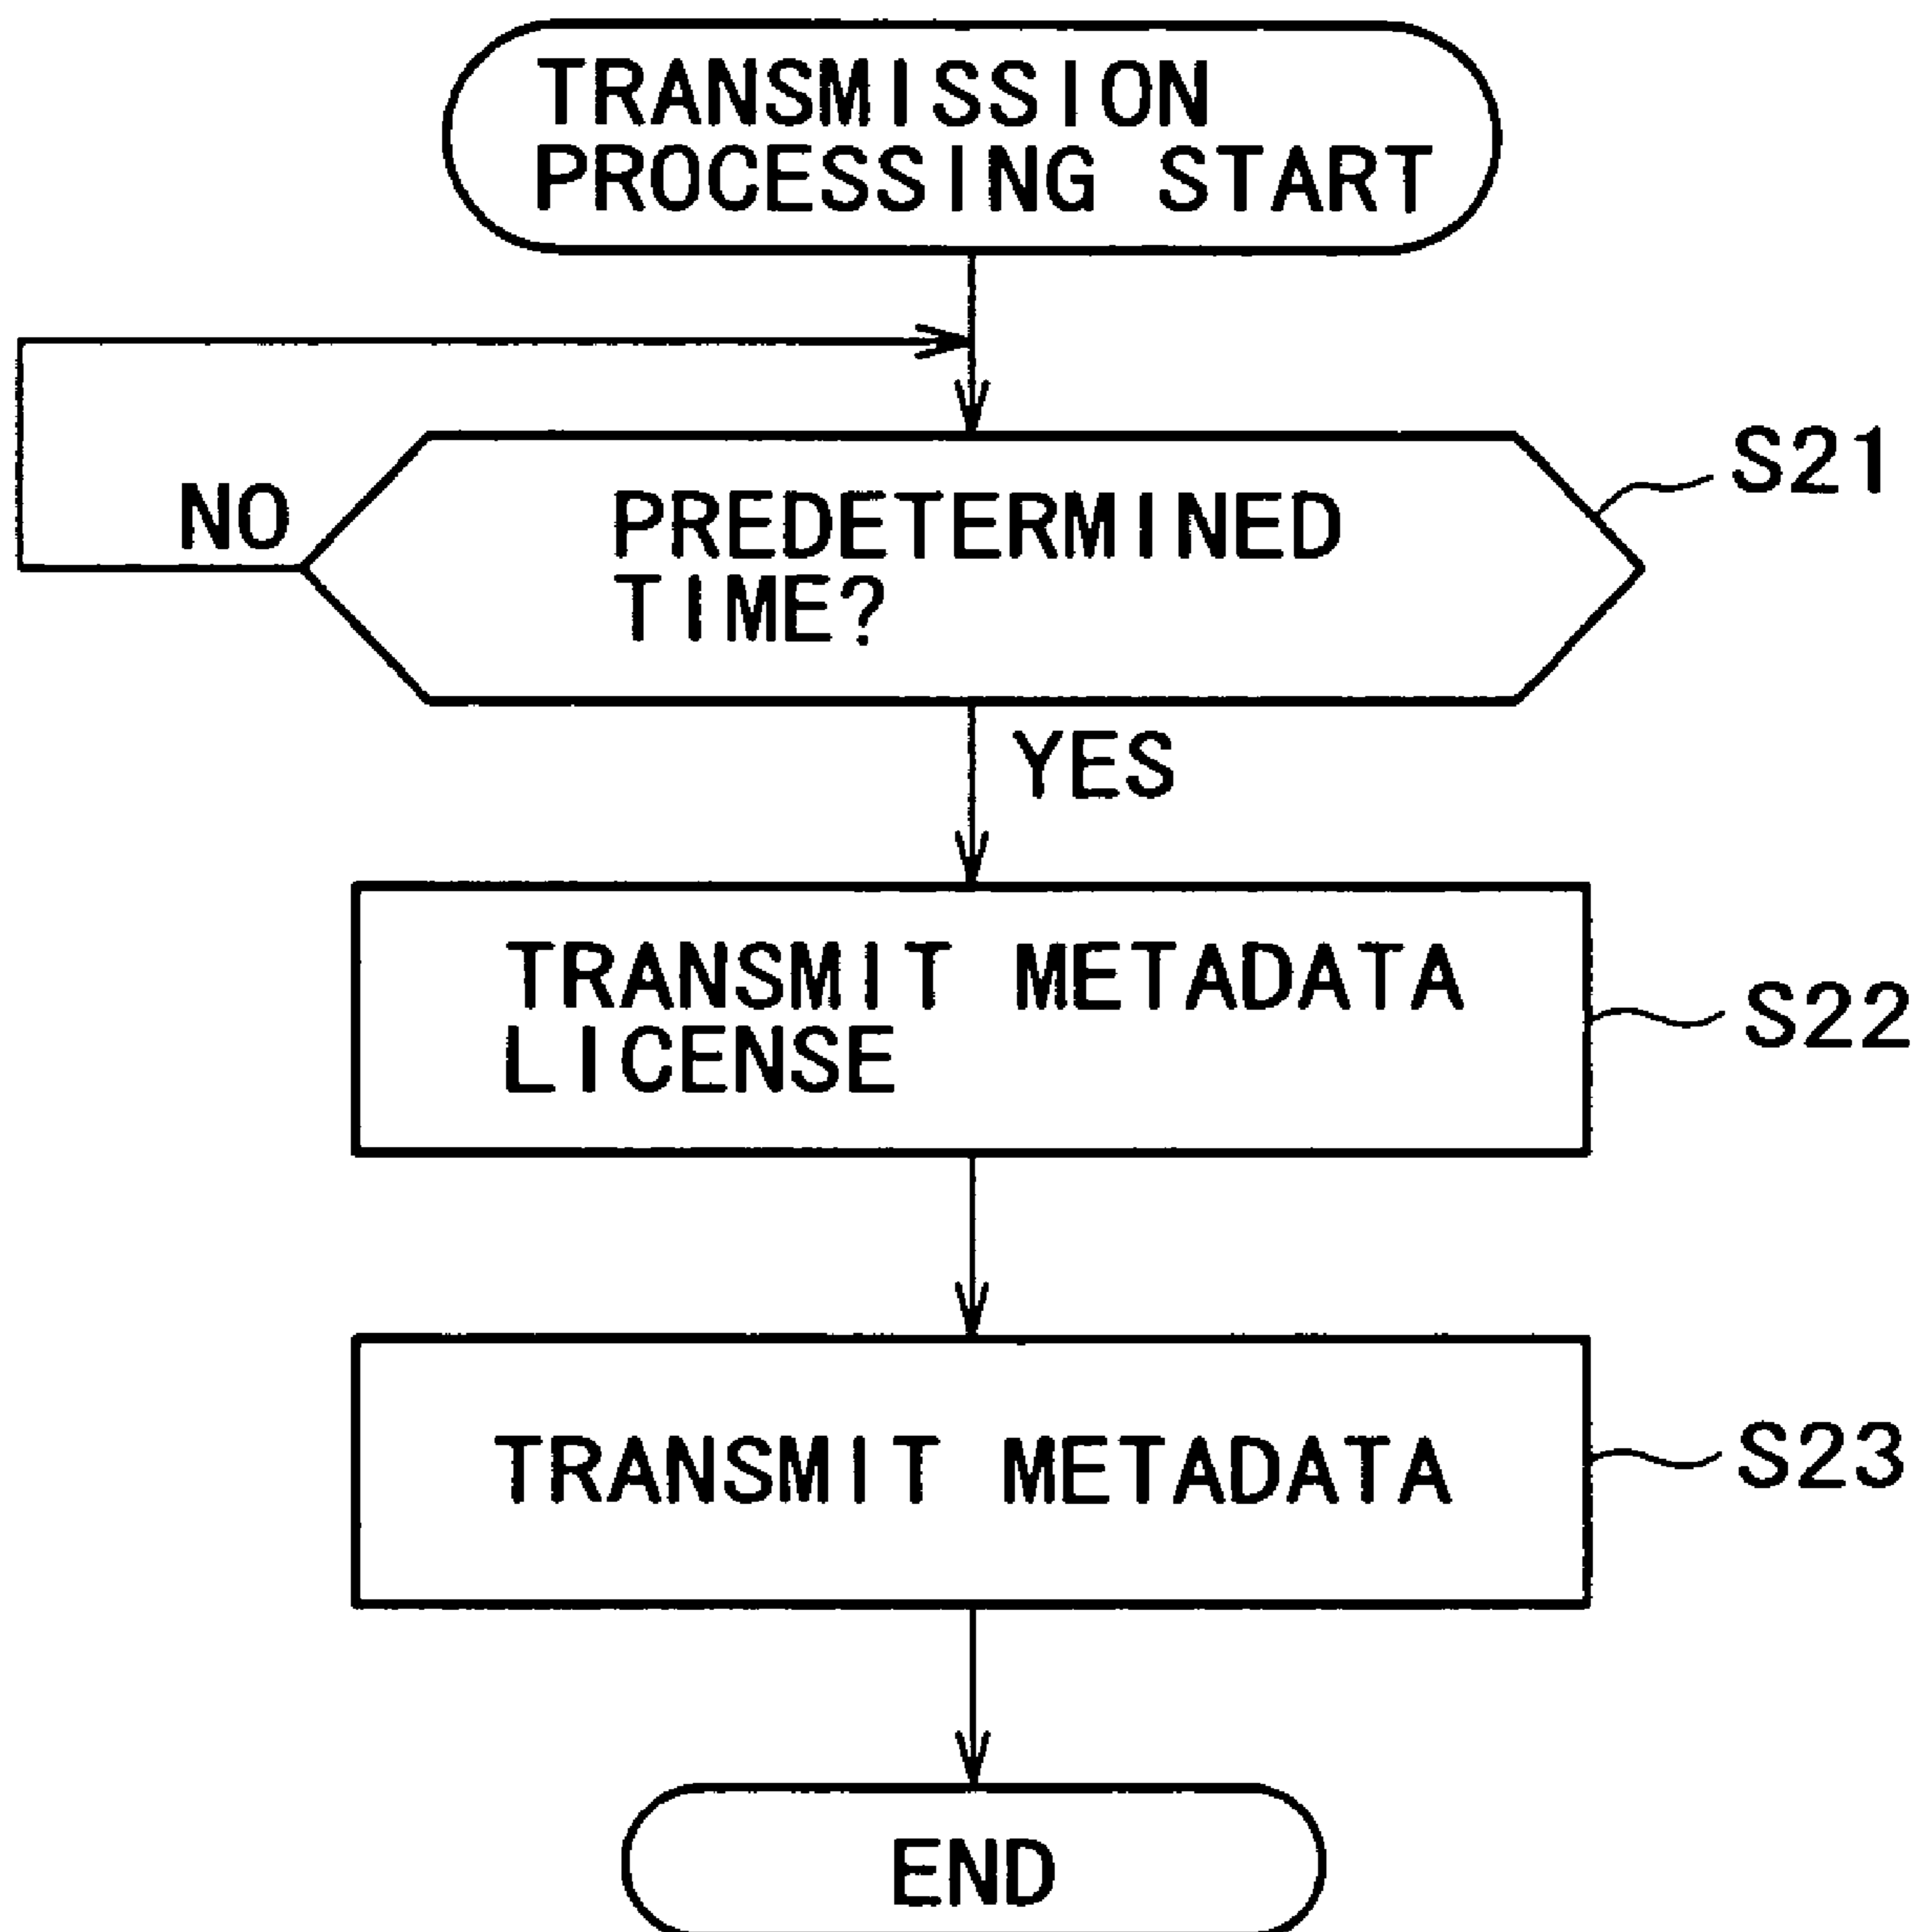 TRANSMISSION
PROCESSING START
S21
NO
PREDETERMINED
TIME?
YES
TRANSMIT METADATA
LICENSE
S22
TRANSMIT METADATA
S23
END